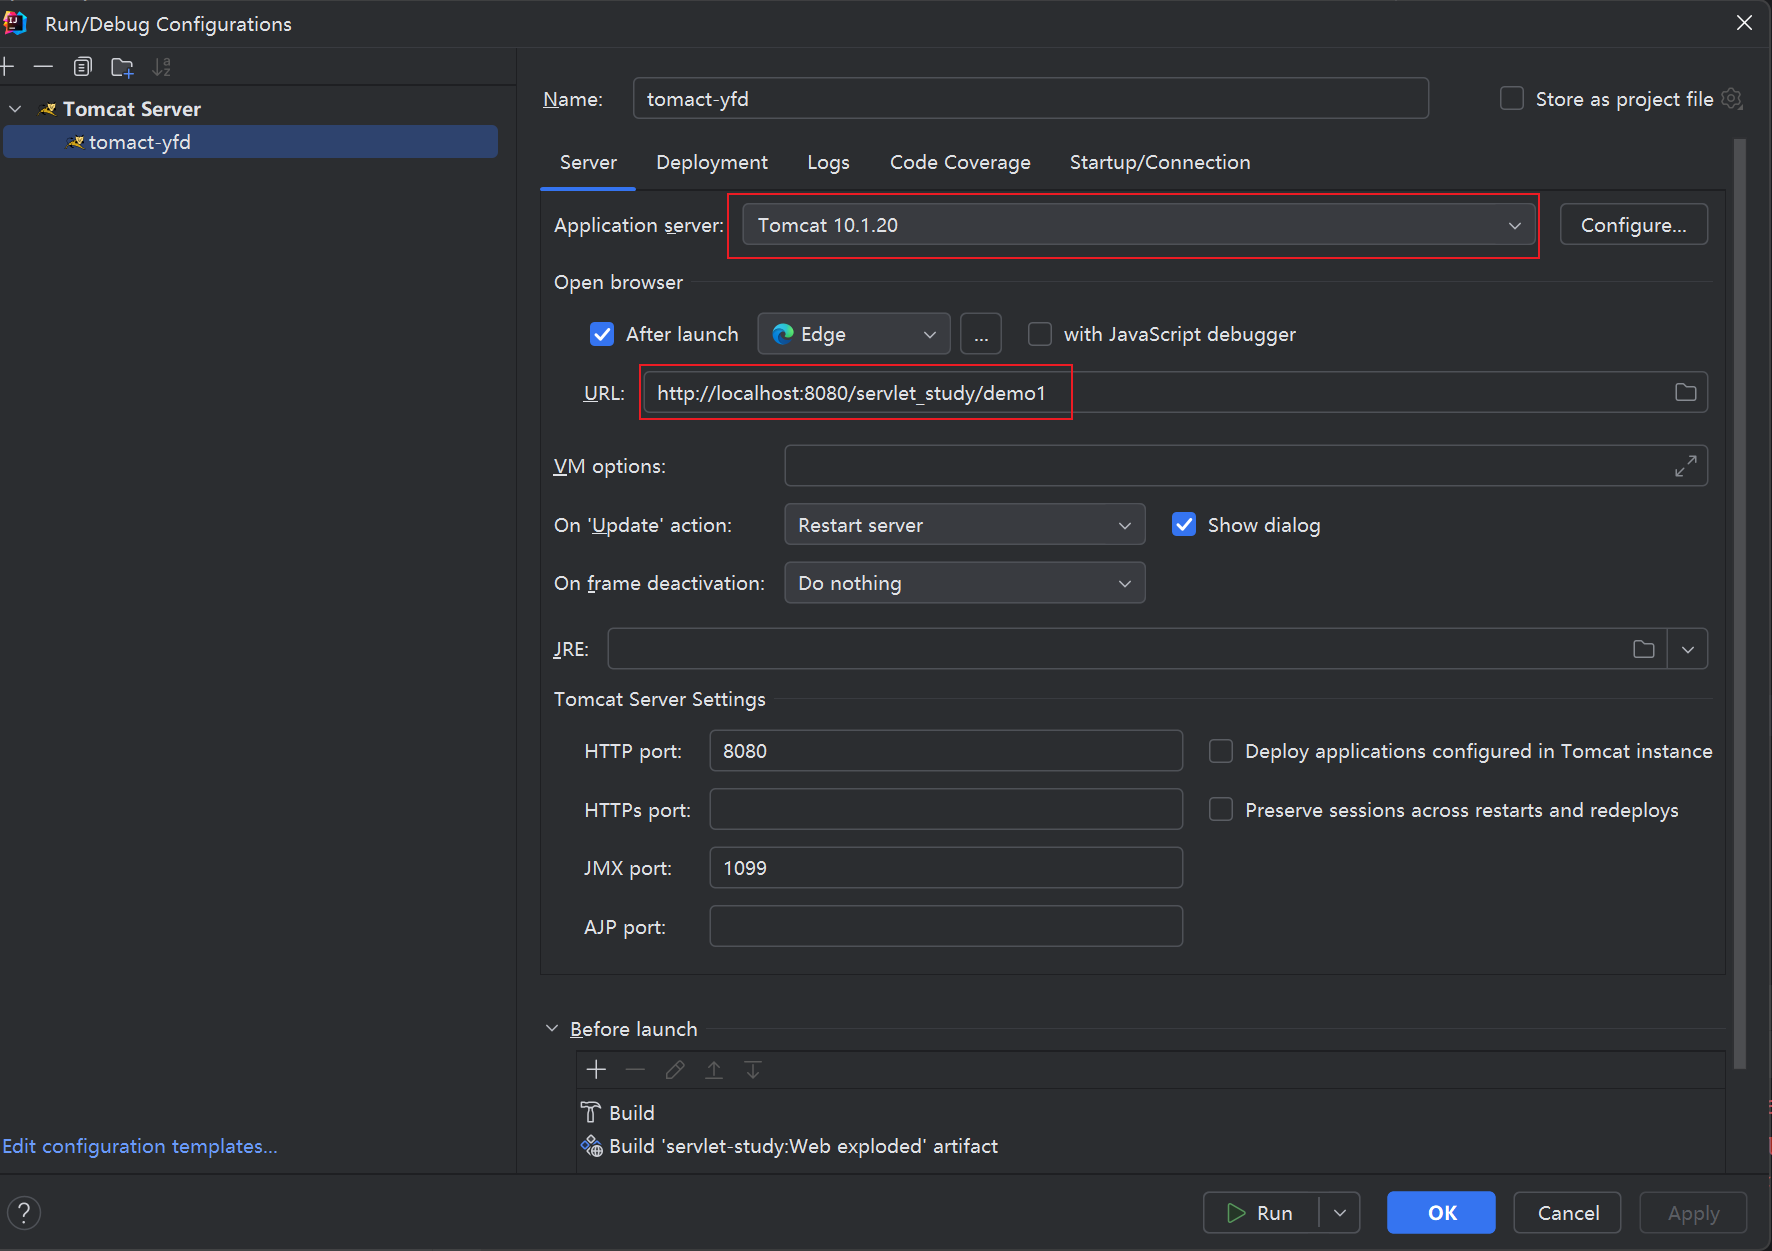 Run/Debug Configurations
Tomcat Server
tomact-yfd
Name: tomact-yfd Store as project file
Server Deployment Logs Code Coverage Startup/Connection
Application server: Tomcat 10.1.20 Configure...
Open browser
After launch Edge ... with JavaScript debugger
URL: http://localhost:8080/servlet_study/demo1
VM options:
On 'Update' action: Restart server Show dialog
On frame deactivation: Do nothing
JRE:
Tomcat Server Settings
HTTP port: 8080 Deploy applications configured in Tomcat instance
HTTPs port: Preserve sessions across restarts and redeploys
JMX port: 1099
AJP port:
Before launch
Build
Build 'servlet-study:Web exploded' artifact
Edit configuration templates...
? Run OK Cancel Apply